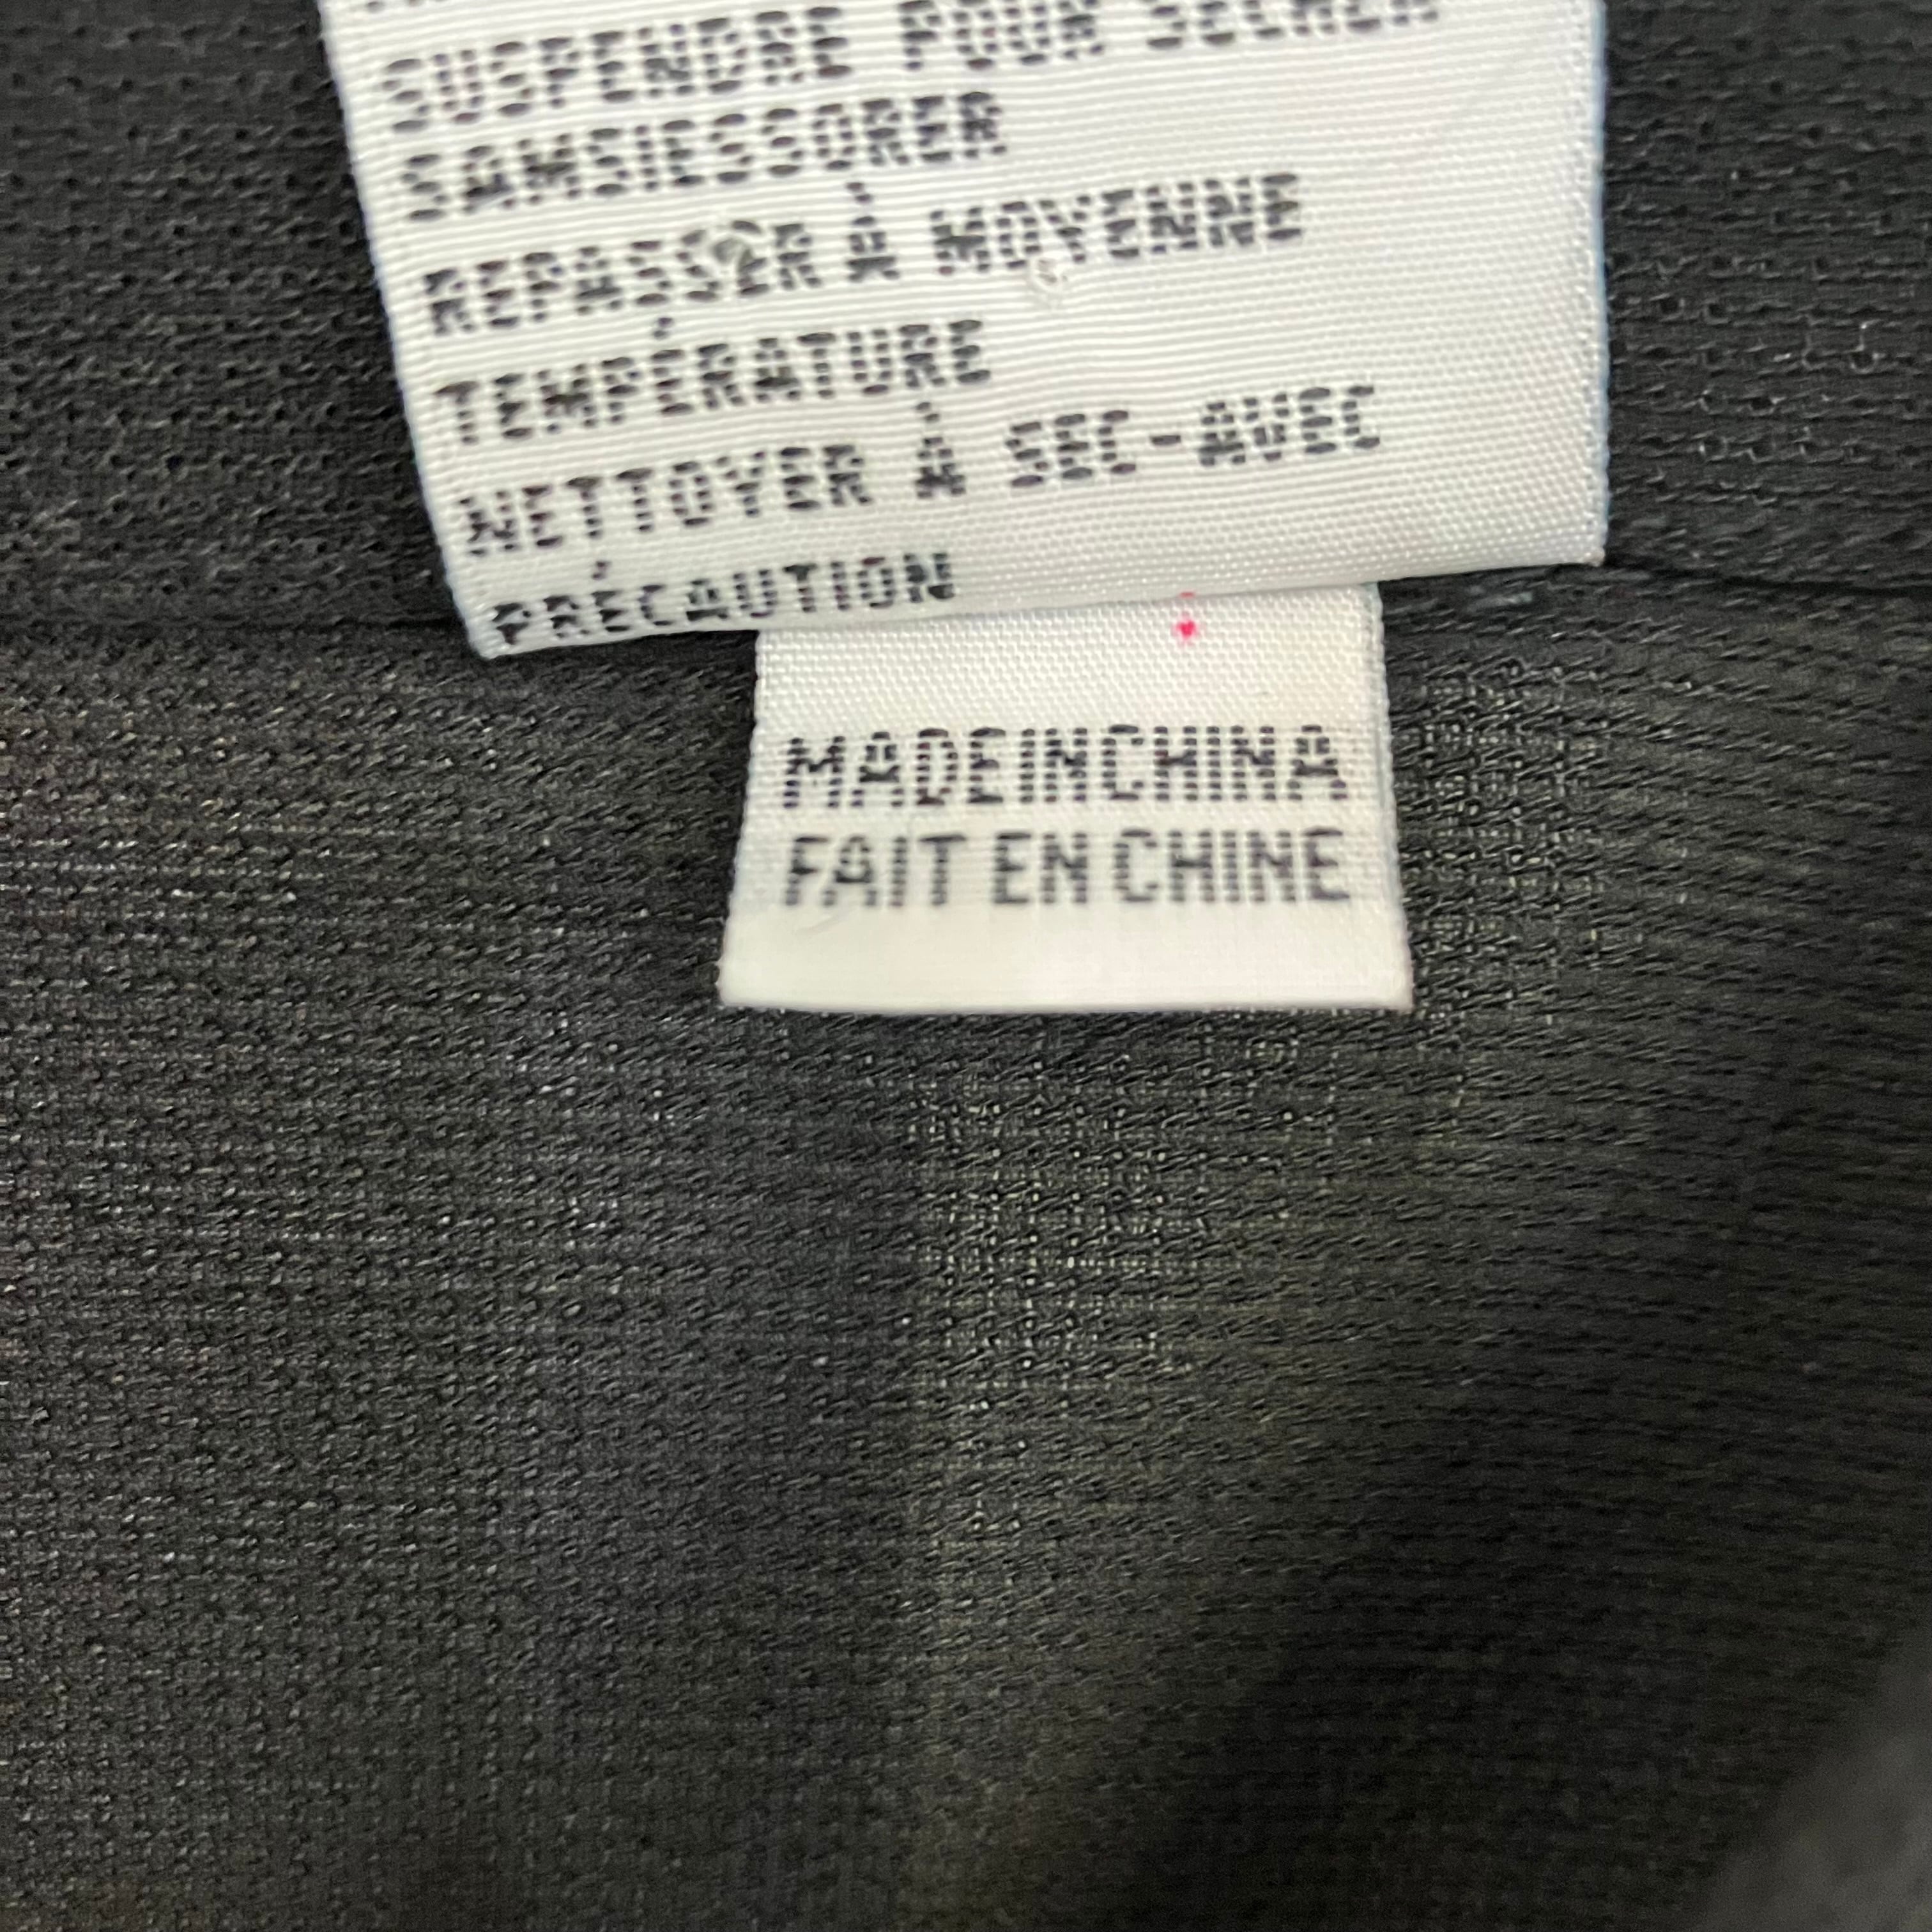 SUSPENDRE POUR SÉCHER
SAMSIESSORER
REPASSER À MOYENNE
TEMPÉRATURE
NETTOYER À SEC-AVEC
PRÉCAUTION
MADEINCHINA
FAIT EN CHINE